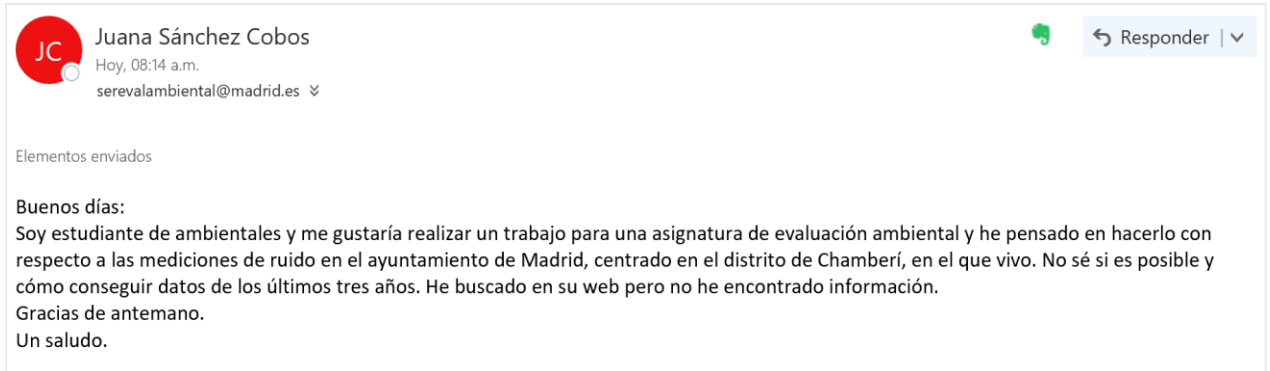 JC
Juana Sánchez Cobos
Responder
Hoy, 08:14 a.m.
serevalambiental@madrid.es
Elementos enviados
Buenos días:
Soy estudiante de ambientales y me gustaría realizar un trabajo para una asignatura de evaluación ambiental y he pensado en hacerlo con
respecto a las mediciones de ruido en el ayuntamiento de Madrid, centrado en el distrito de Chamberí, en el que vivo. No sé si es posible y
cómo conseguir datos de los últimos tres años. He buscado en su web pero no he encontrado información.
Gracias de antemano.
Un saludo.